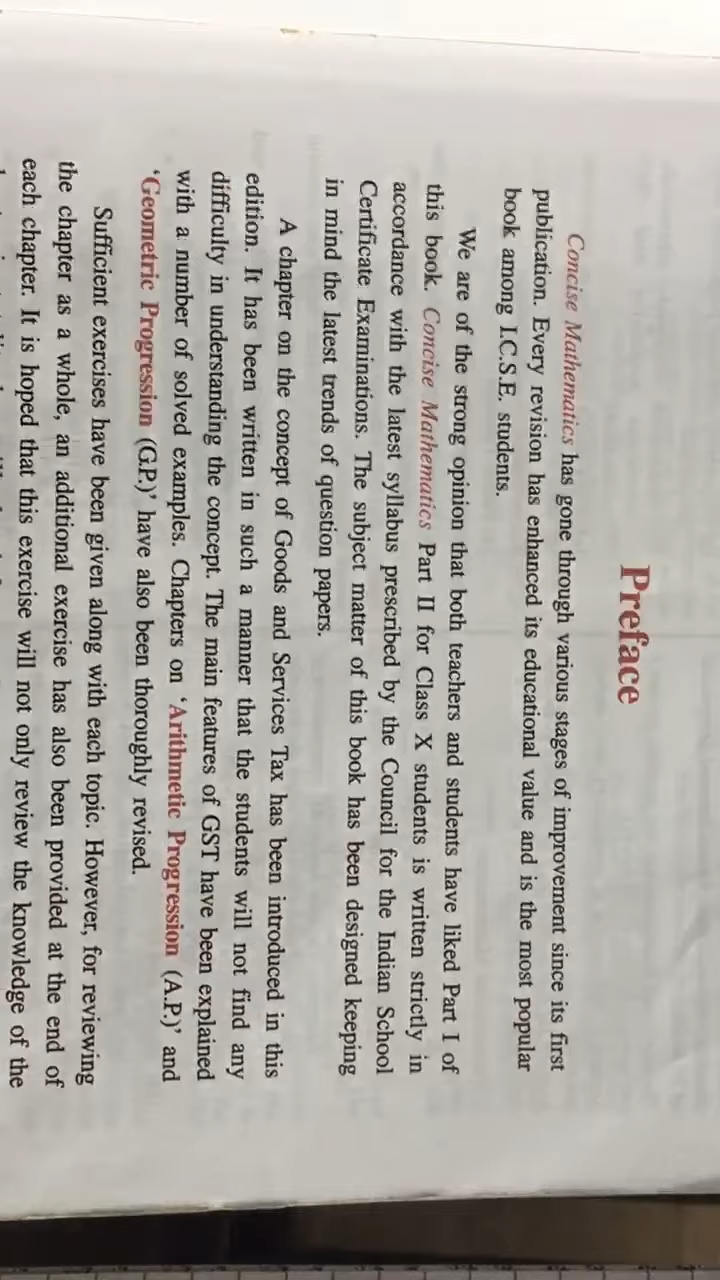 Preface
Concise Mathematics has gone through various stages of improvement since its first
publication. Every revision has enhanced its educational value and is the most popular
book among I.C.S.E. students.
We are of the strong opinion that both teachers and students have liked Part I of
this book. Concise Mathematics Part II for Class X students is written strictly in
accordance with the latest syllabus prescribed by the Council for the Indian School
Certificate Examinations. The subject matter of this book has been designed keeping
in mind the latest trends of question papers.
A chapter on the concept of Goods and Services Tax has been introduced in this
edition. It has been written in such a manner that the students will not find any
difficulty in understanding the concept. The main features of GST have been explained
with a number of solved examples. Chapters on ‘Arithmetic Progression (A.P.)’ and
‘Geometric Progression (G.P.)’ have also been thoroughly revised.
Sufficient exercises have been given along with each topic. However, for reviewing
the chapter as a whole, an additional exercise has also been provided at the end of
each chapter. It is hoped that this exercise will not only review the knowledge of the